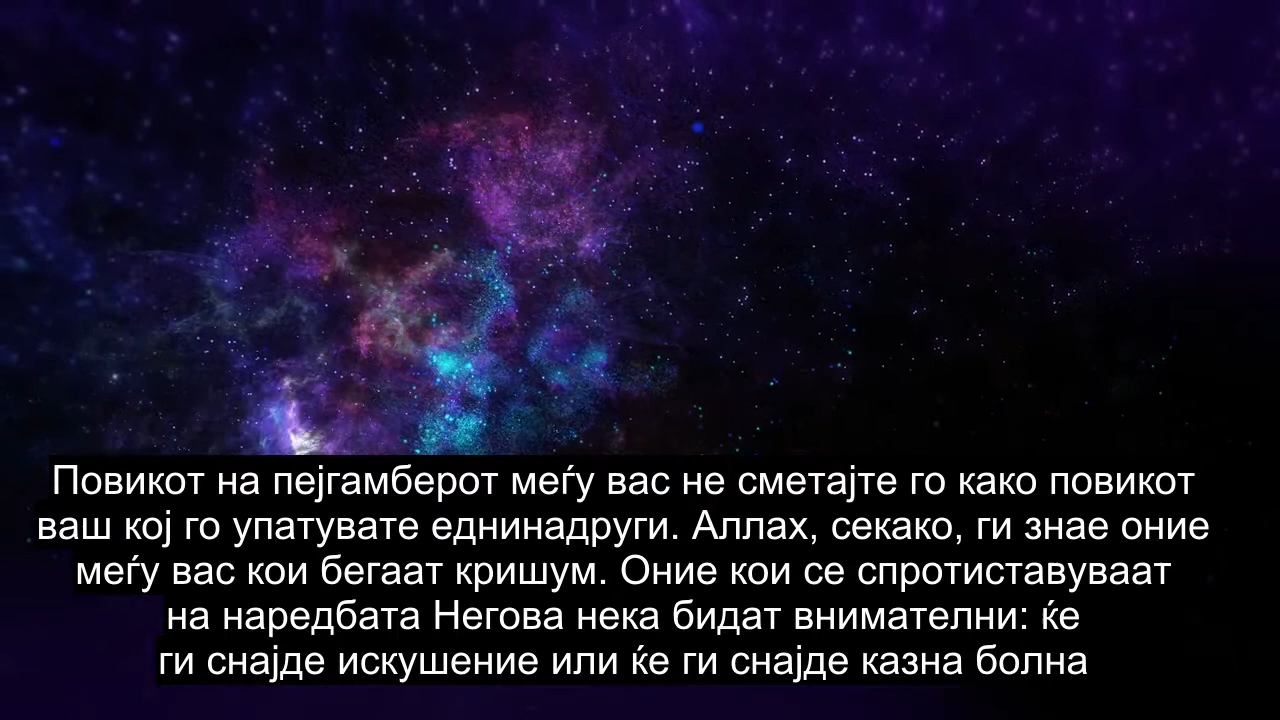 Повикот на пејгамберот меѓу вас не сметајте го како повикот
ваш кој го упатувате еднинадруги. Аллах, секако, ги знае оние
меѓу вас кои бегаат кришум. Оние кои се спротиставуваат
на наредбата Негова нека бидат внимателни: ќе
ги снајде искушение или ќе ги снајде казна болна